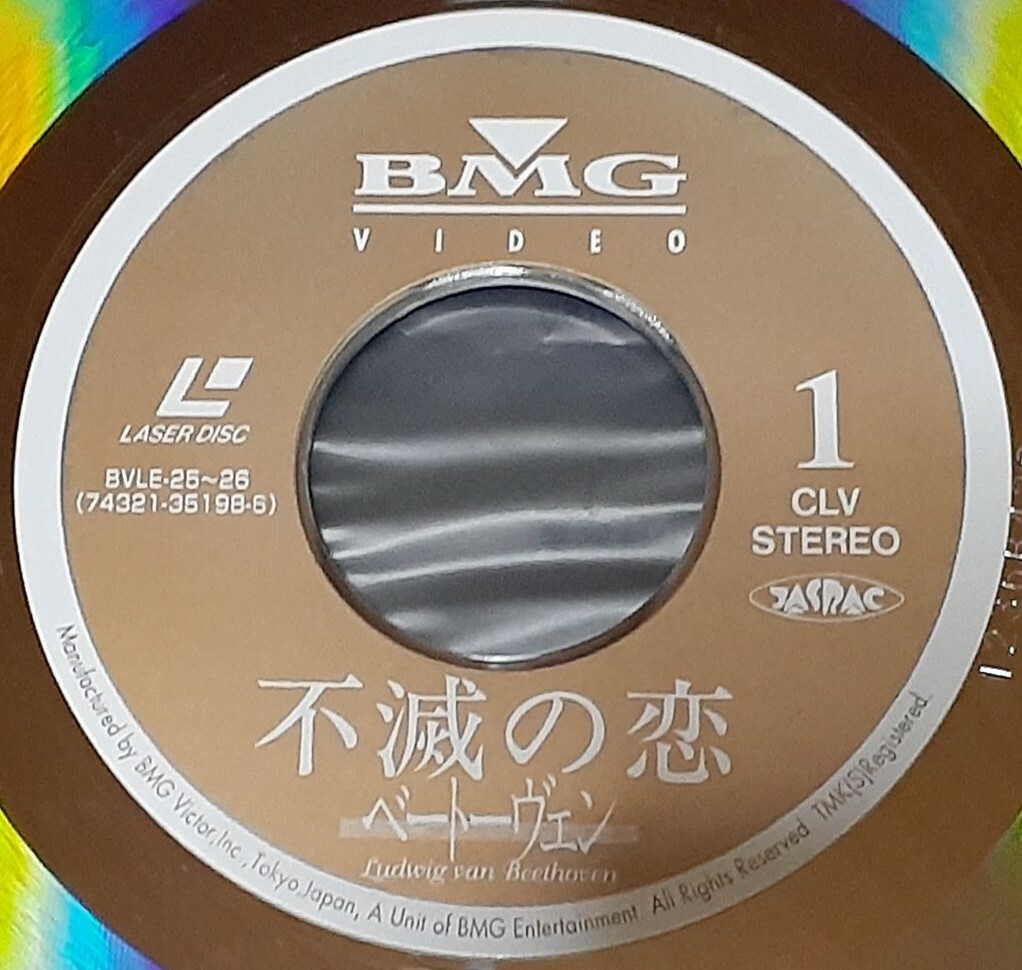 BMG
VIDEO
LASER DISC
BVLE-25~26
(74321-35198-6)
1
CLV
STEREO
JASRAC
不滅の恋
ベートーヴェン
Ludwig van Beethoven
Manufactured by BMG Victor, Inc., Tokyo, Japan, A Unit of BMG Entertainment. All Rights Reserved. TMK(S)Registered.